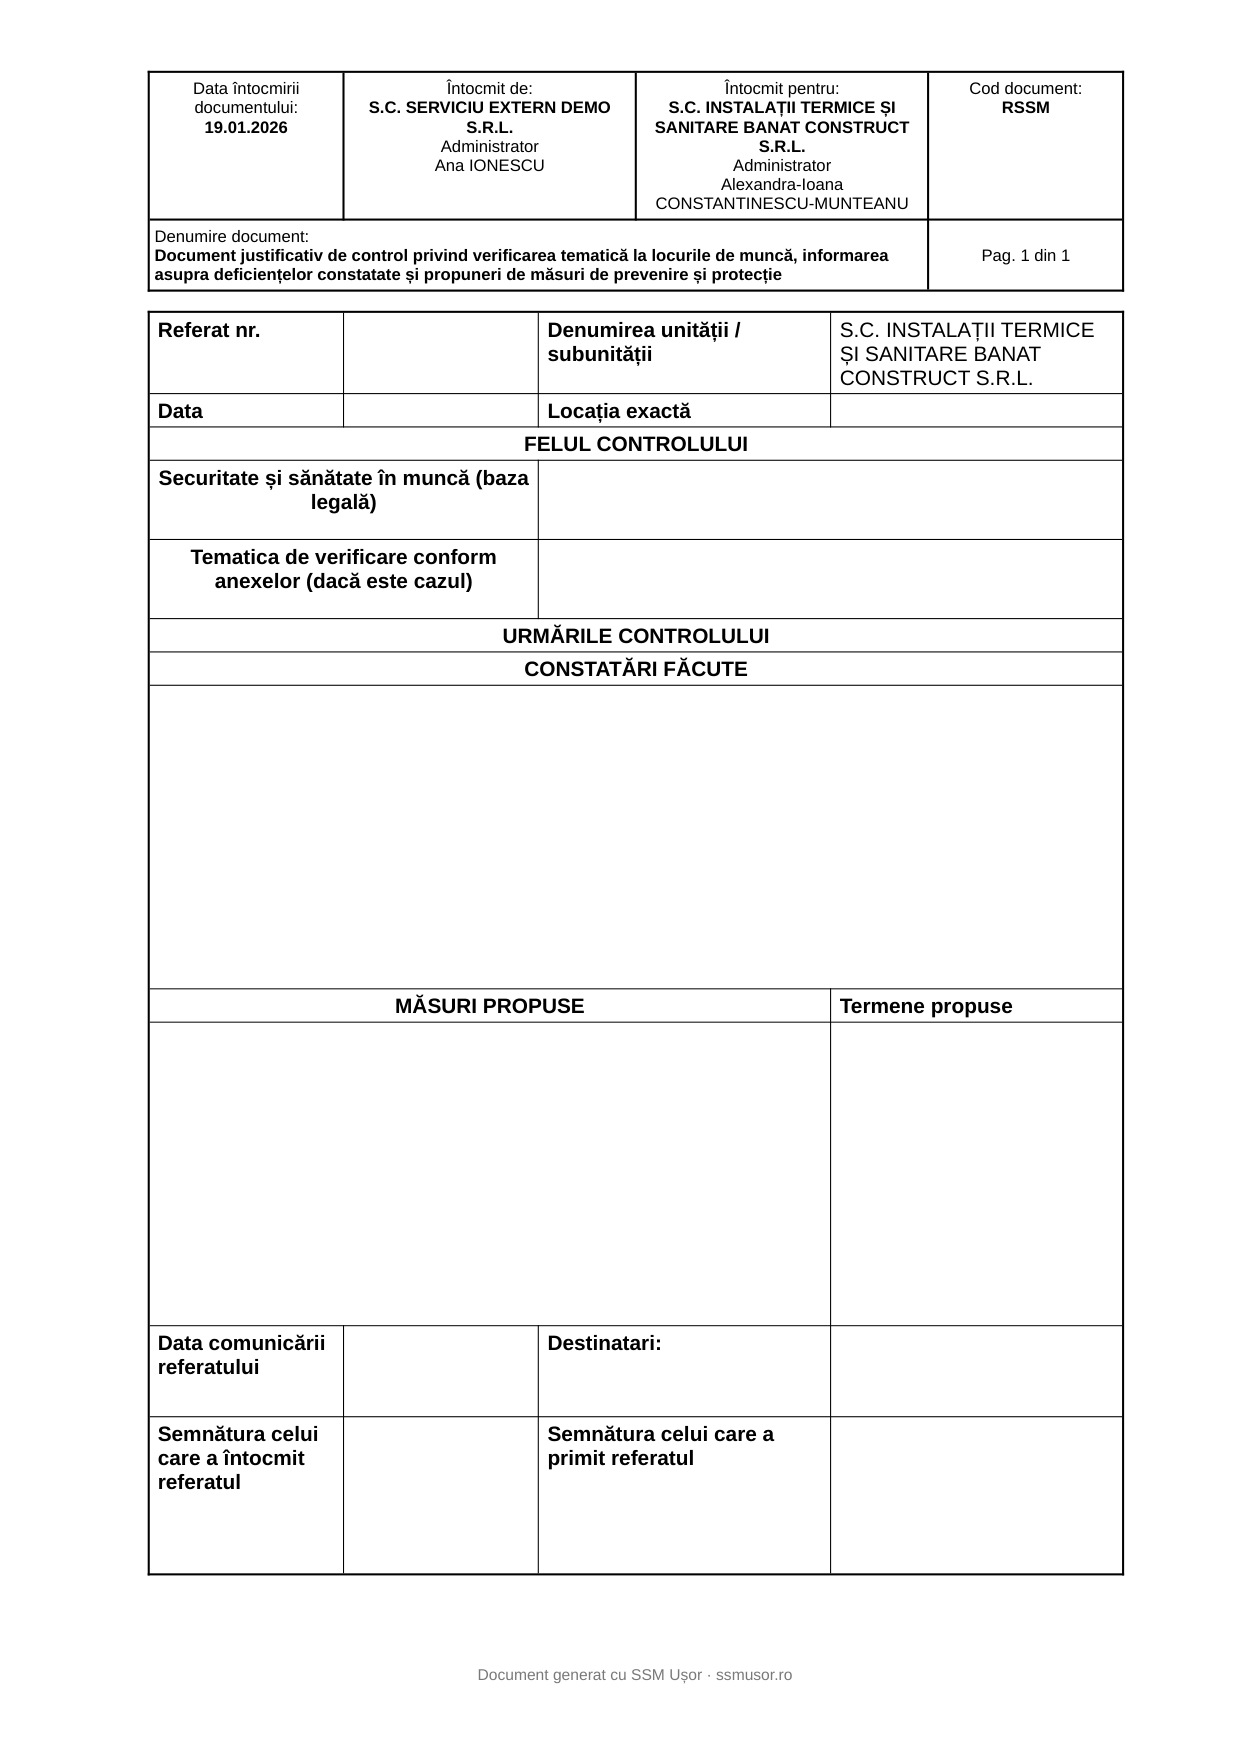 Data întocmirii
documentului:
19.01.2026
Întocmit de:
S.C. SERVICIU EXTERN DEMO
S.R.L.
Administrator
Ana IONESCU
Întocmit pentru:
S.C. INSTALAȚII TERMICE ȘI
SANITARE BANAT CONSTRUCT
S.R.L.
Administrator
Alexandra-Ioana
CONSTANTINESCU-MUNTEANU
Cod document:
RSSM
Denumire document:
Document justificativ de control privind verificarea tematică la locurile de muncă, informarea
asupra deficiențelor constatate și propuneri de măsuri de prevenire și protecție
Pag. 1 din 1
Referat nr.
Denumirea unității /
subunității
S.C. INSTALAȚII TERMICE
ȘI SANITARE BANAT
CONSTRUCT S.R.L.
Data
Locația exactă
FELUL CONTROLULUI
Securitate și sănătate în muncă (baza
legală)
Tematica de verificare conform
anexelor (dacă este cazul)
URMĂRILE CONTROLULUI
CONSTATĂRI FĂCUTE
MĂSURI PROPUSE
Termene propuse
Data comunicării
referatului
Destinatari:
Semnătura celui
care a întocmit
referatul
Semnătura celui care a
primit referatul
Document generat cu SSM Ușor · ssmusor.ro